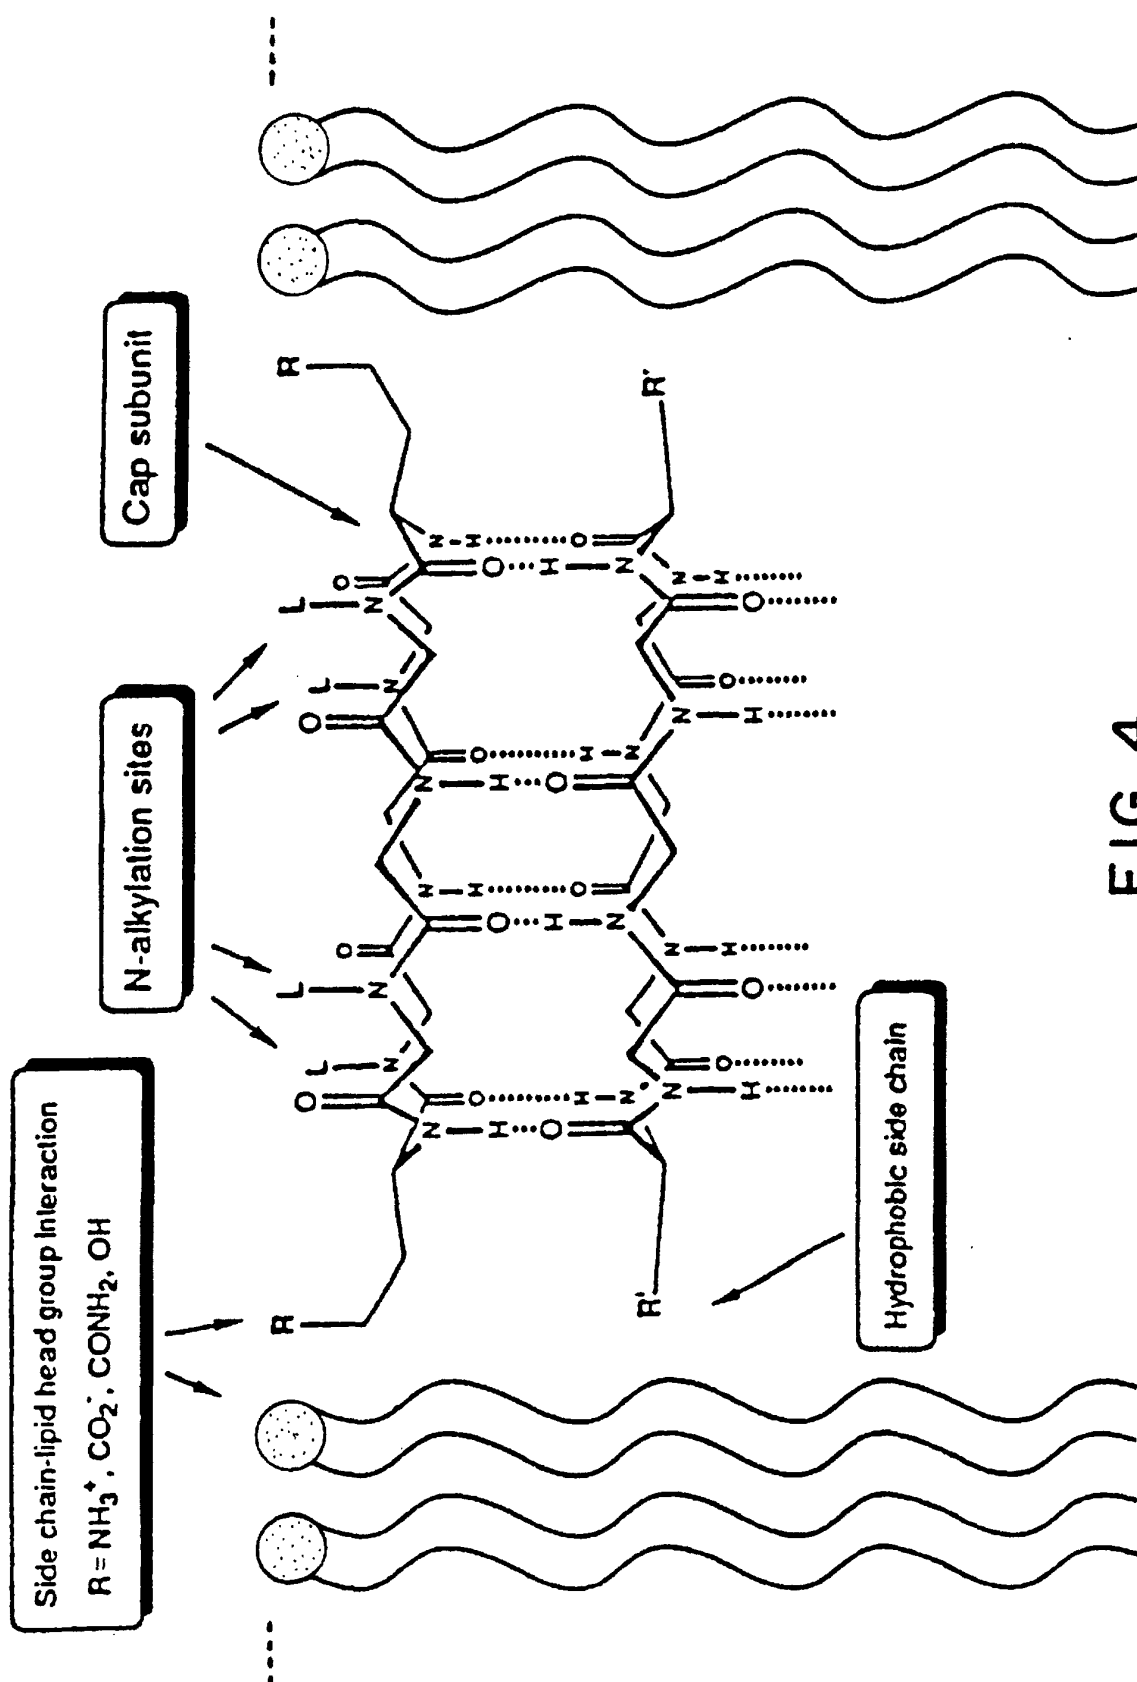 Side chain-lipid head group Interaction
R=NH₃⁺, CO₂⁻, CONH₂, OH
N-alkylation sites
Cap subunit
R
L
L
L
L
R
O
N
O
N
O
N
O
N
N
H
O
O
N
H
N
H
O
O
N
H
H
N
O
O
H
N
H
N
O
O
H
N
R'
R'
N
H
O
O
N
H
N
H
O
O
N
H
Hydrophobic side chain
FIG. 4